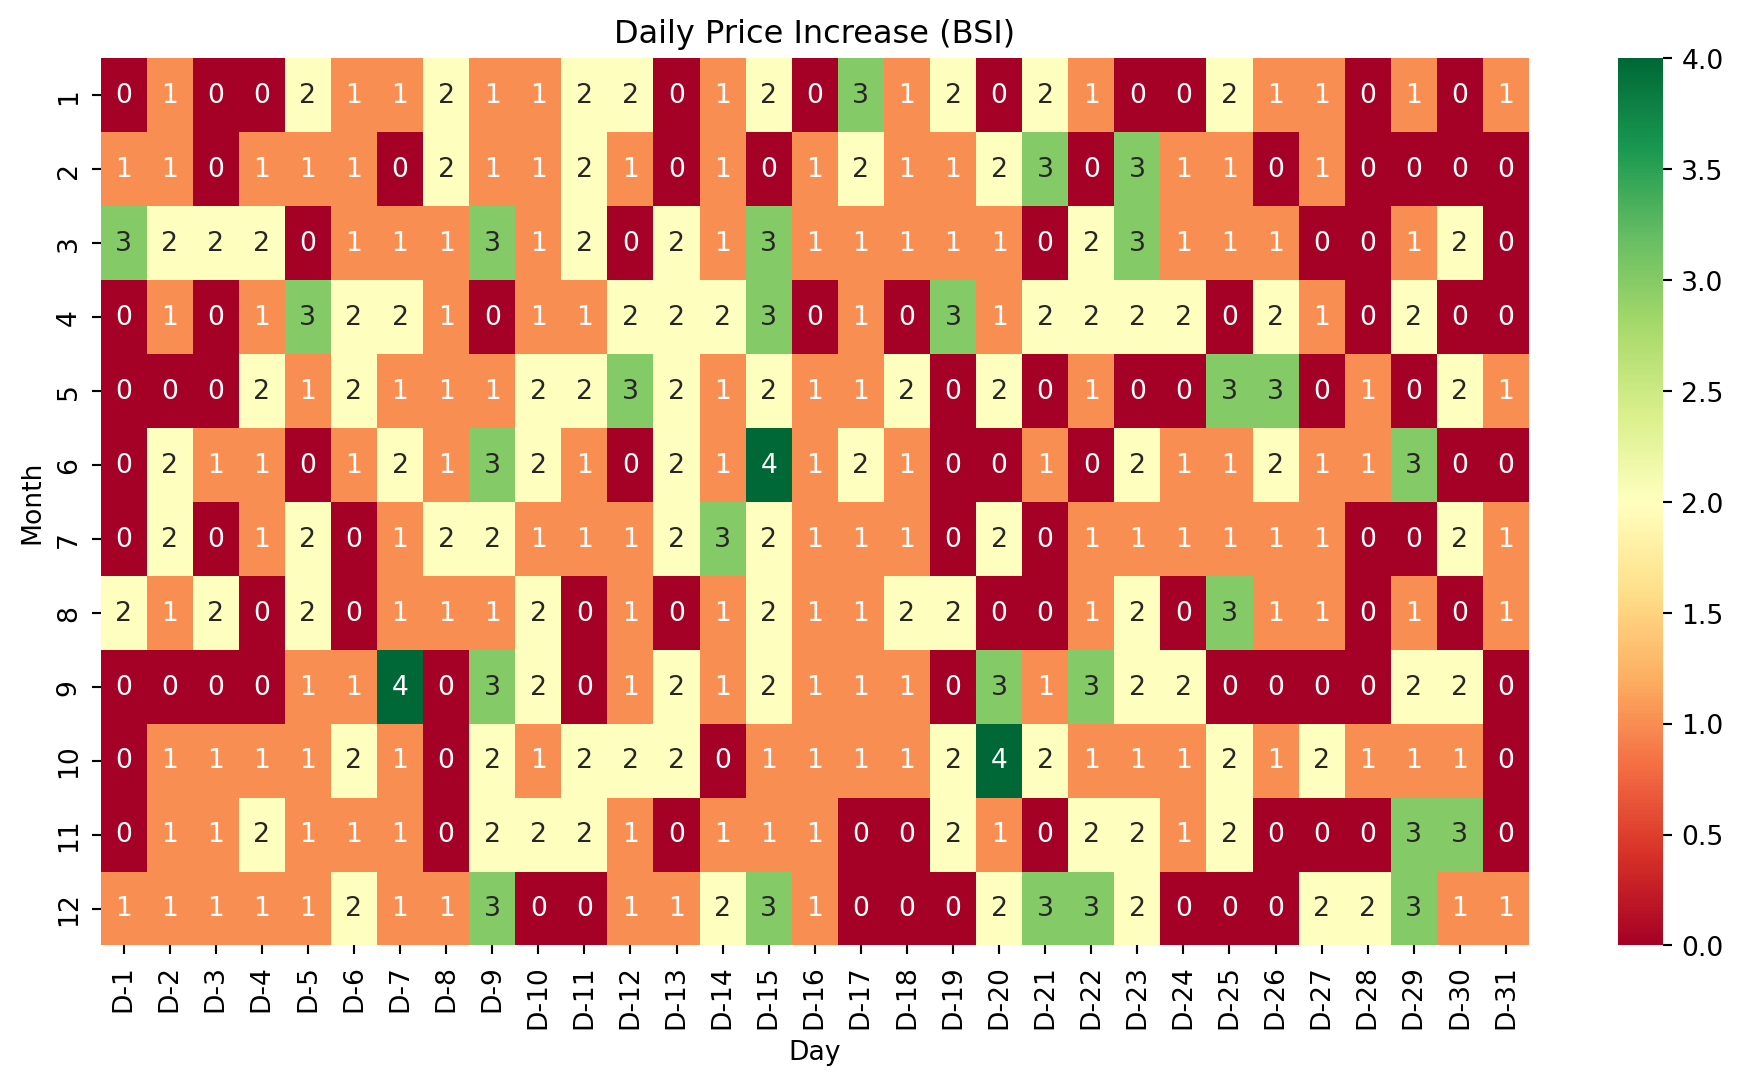 Daily Price Increase (BSI)
1 0 1 0 0 2 1 1 2 1 1 2 2 0 1 2 0 3 1 2 0 2 1 0 0 2 1 1 0 1 0 1
2 1 1 0 1 1 1 0 2 1 1 2 1 0 1 0 1 2 1 1 2 3 0 3 1 1 0 1 0 0 0 0
3 3 2 2 2 0 1 1 1 3 1 2 0 2 1 3 1 1 1 1 1 0 2 3 1 1 1 0 0 1 2 0
4 0 1 0 1 3 2 2 1 0 1 1 2 2 2 3 0 1 0 3 1 2 2 2 2 0 2 1 0 2 0 0
5 0 0 0 2 1 2 1 1 1 2 2 3 2 1 2 1 1 2 0 2 0 1 0 0 3 3 0 1 0 2 1
6 0 2 1 1 0 1 2 1 3 2 1 0 2 1 4 1 2 1 0 0 1 0 2 1 1 2 1 1 3 0 0
7 0 2 0 1 2 0 1 2 2 1 1 1 2 3 2 1 1 1 0 2 0 1 1 1 1 1 1 0 0 2 1
8 2 1 2 0 2 0 1 1 1 2 0 1 0 1 2 1 1 2 2 0 0 1 2 0 3 1 1 0 1 0 1
9 0 0 0 0 1 1 4 0 3 2 0 1 2 1 2 1 1 1 0 3 1 3 2 2 0 0 0 0 2 2 0
10 0 1 1 1 1 2 1 0 2 1 2 2 2 0 1 1 1 1 2 4 2 1 1 1 2 1 2 1 1 1 0
11 0 1 1 2 1 1 1 0 2 2 2 1 0 1 1 1 0 0 2 1 0 2 2 1 2 0 0 0 3 3 0
12 1 1 1 1 1 2 1 1 3 0 0 1 1 2 3 1 0 0 0 2 3 3 2 0 0 0 2 2 3 1 1
Month
D-1 D-2 D-3 D-4 D-5 D-6 D-7 D-8 D-9 D-10 D-11 D-12 D-13 D-14 D-15 D-16 D-17 D-18 D-19 D-20 D-21 D-22 D-23 D-24 D-25 D-26 D-27 D-28 D-29 D-30 D-31
Day
4.0
3.5
3.0
2.5
2.0
1.5
1.0
0.5
0.0